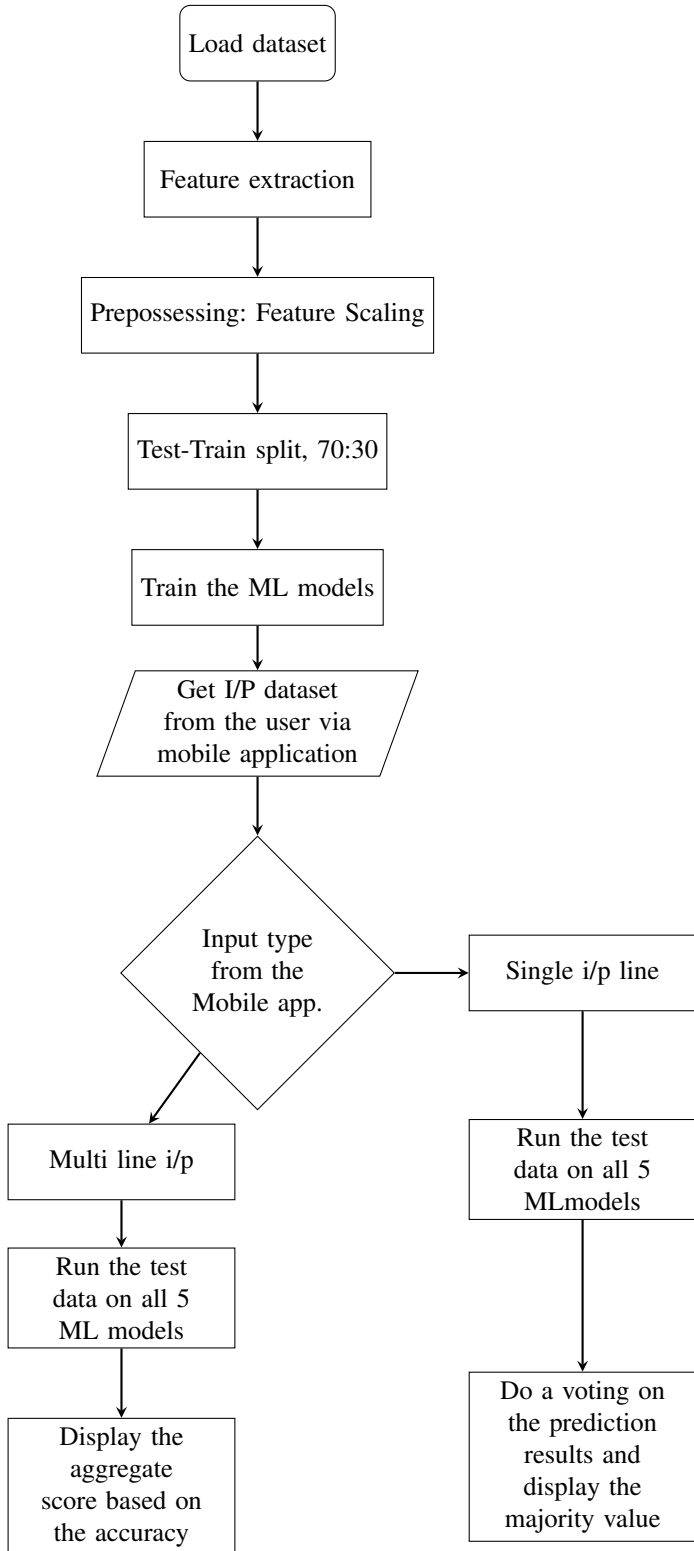 Load dataset
Feature extraction
Prepossessing: Feature Scaling
Test-Train split, 70:30
Train the ML models
Get I/P dataset
from the user via
mobile application
Input type
from the
Mobile app.
Single i/p line
Run the test
data on all 5
MLmodels
Do a voting on
the prediction
results and
display the
majority value
Multi line i/p
Run the test
data on all 5
ML models
Display the
aggregate
score based on
the accuracy